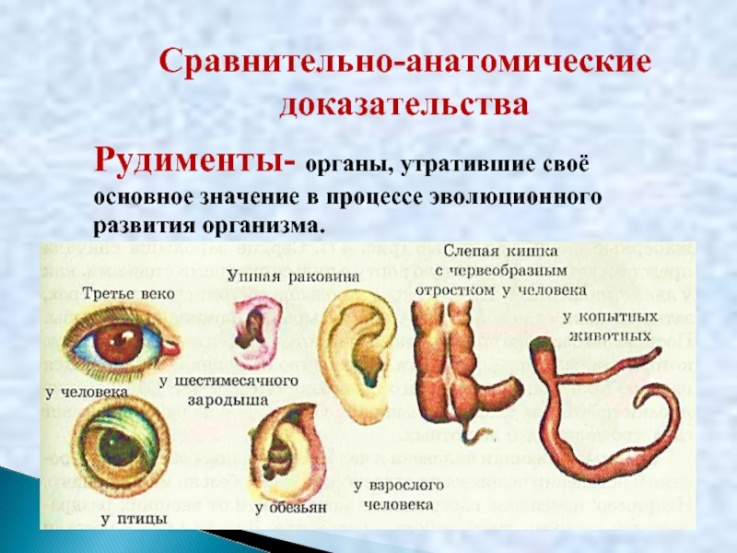 Сравнительно-анатомические
доказательства
Рудименты- органы, утратившие своё
основное значение в процессе эволюционного
развития организма.
Третье веко
Ушная раковина
Слепая кишка
с червеобразным
отростком у человека
у копытных
животных
у человека
у шестимесячного
зародыша
у птицы
у обезьян
у взрослого
человека